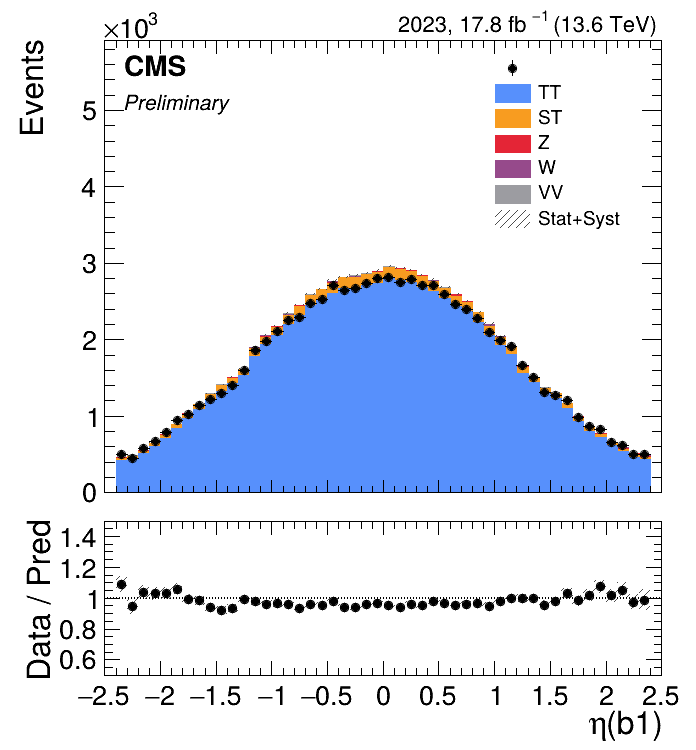 ×10³
2023, 17.8 fb⁻¹ (13.6 TeV)
Events
CMS
Preliminary
TT
ST
Z
W
VV
Stat+Syst
5
4
3
2
1
0
Data / Pred
1.4
1.2
1
0.8
0.6
−2.5 −2 −1.5 −1 −0.5 0 0.5 1 1.5 2 2.5
η(b1)